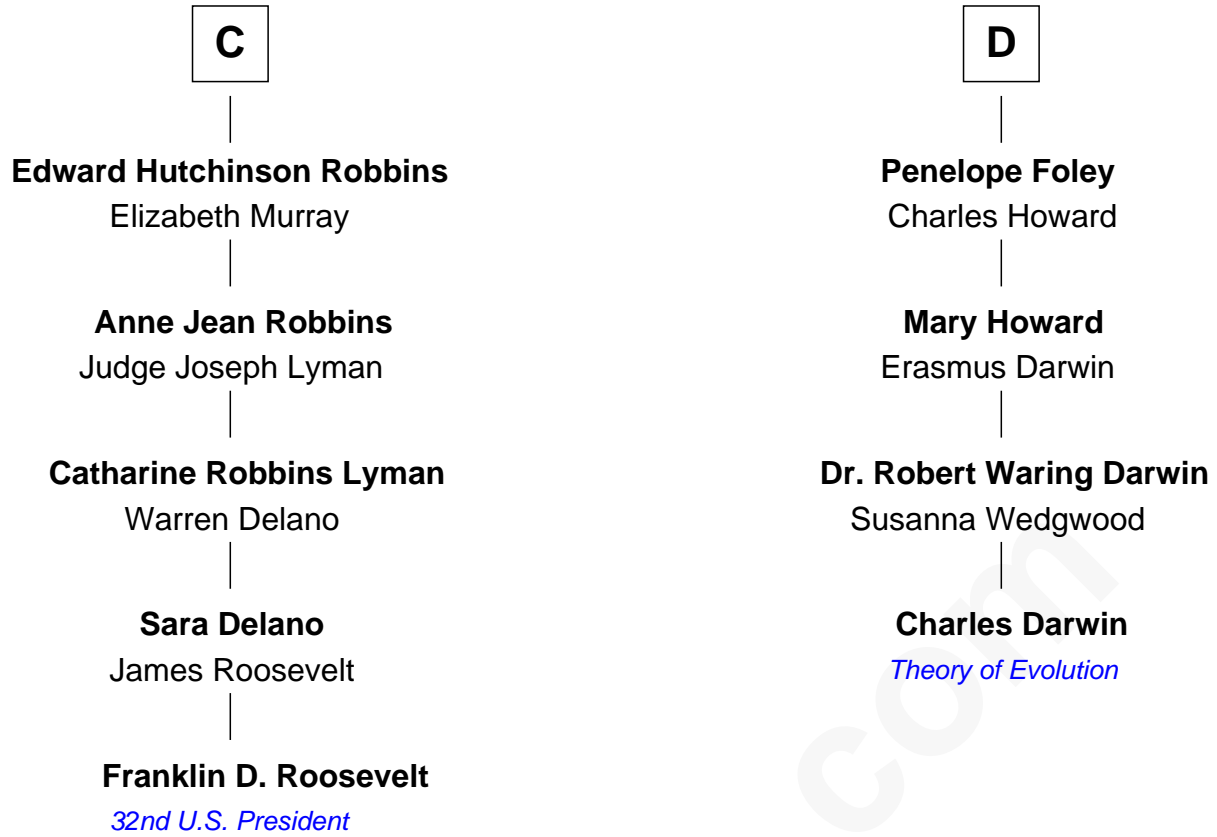 C
Edward Hutchinson Robbins
Elizabeth Murray
Anne Jean Robbins
Judge Joseph Lyman
Catharine Robbins Lyman
Warren Delano
Sara Delano
James Roosevelt
Franklin D. Roosevelt
32nd U.S. President
D
Penelope Foley
Charles Howard
Mary Howard
Erasmus Darwin
Dr. Robert Waring Darwin
Susanna Wedgwood
Charles Darwin
Theory of Evolution
com